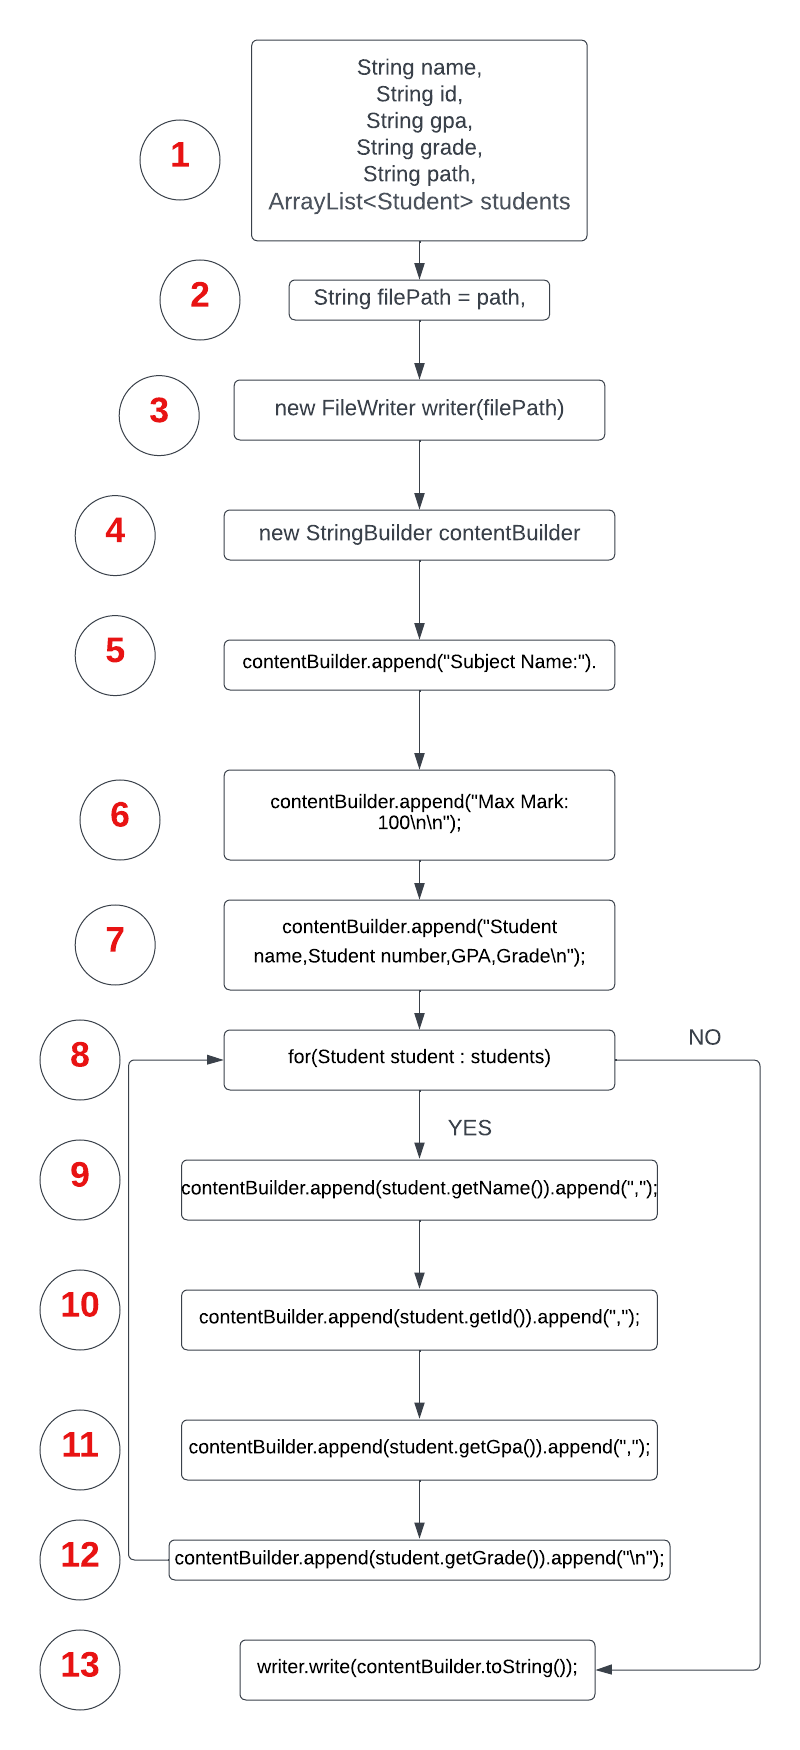 1
String name,
String id,
String gpa,
String grade,
String path,
ArrayList<Student> students
2
String filePath = path,
3
new FileWriter writer(filePath)
4
new StringBuilder contentBuilder
5
contentBuilder.append("Subject Name:").
6
contentBuilder.append("Max Mark:
100\n\n");
7
contentBuilder.append("Student
name,Student number,GPA,Grade\n");
8
for(Student student : students)
NO
YES
9
contentBuilder.append(student.getName()).append(",");
10
contentBuilder.append(student.getId()).append(",");
11
contentBuilder.append(student.getGpa()).append(",");
12
contentBuilder.append(student.getGrade()).append("\n");
13
writer.write(contentBuilder.toString());